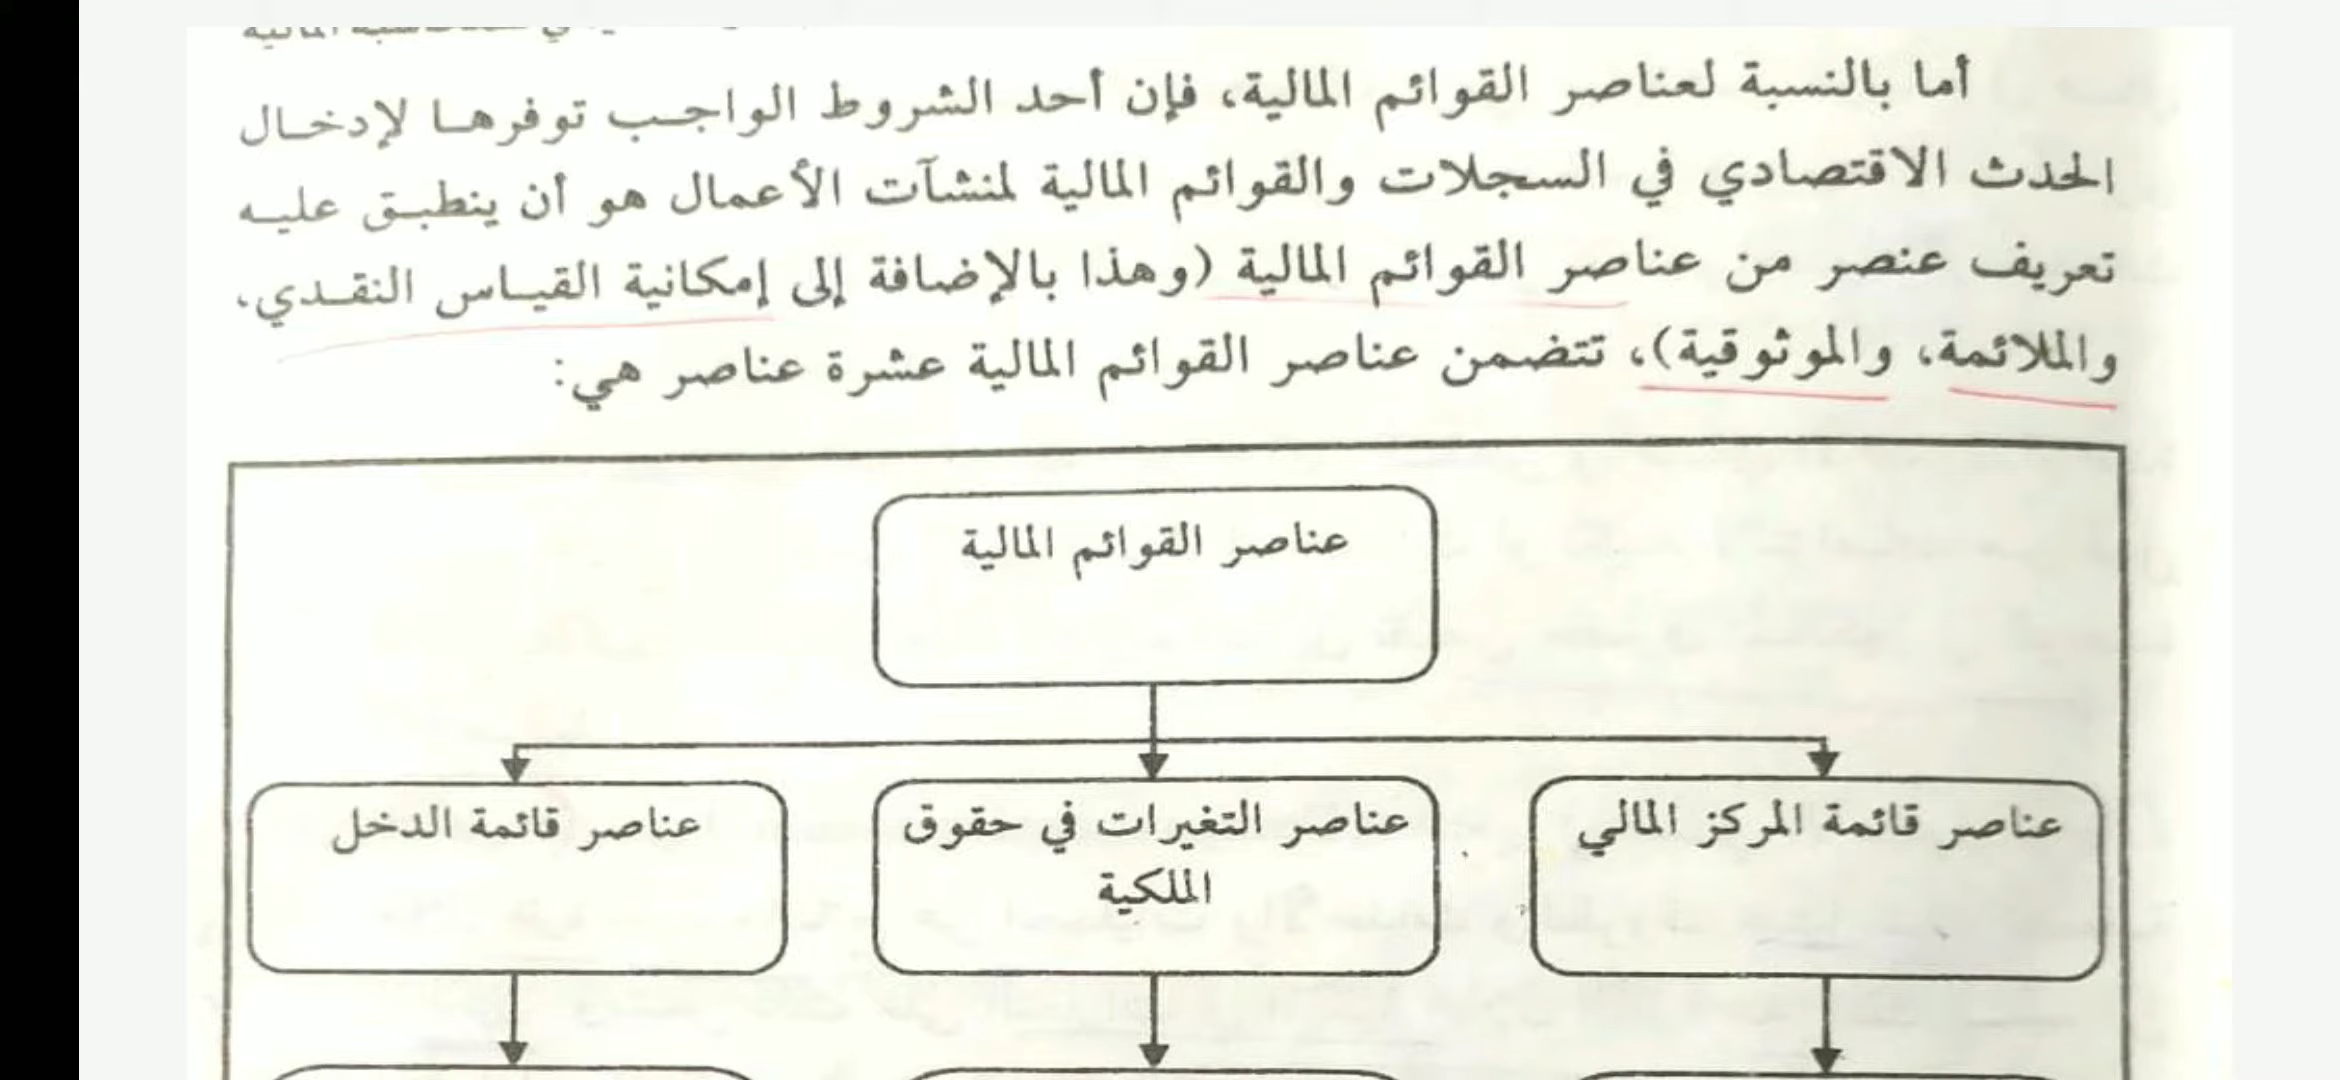 أما بالنسبة لعناصر القوائم المالية، فإن أحد الشروط الواجب توفرها لإدخال
الحدث الاقتصادي في السجلات والقوائم المالية لمنشآت الأعمال هو أن ينطبق عليه
تعريف عنصر من عناصر القوائم المالية (وهذا بالإضافة إلى إمكانية القياس النقدي،
والملائمة، والموثوقية)، تتضمن عناصر القوائم المالية عشرة عناصر هي:
عناصر القوائم المالية
عناصر قائمة المركز المالي
عناصر التغيرات في حقوق
الملكية
عناصر قائمة الدخل